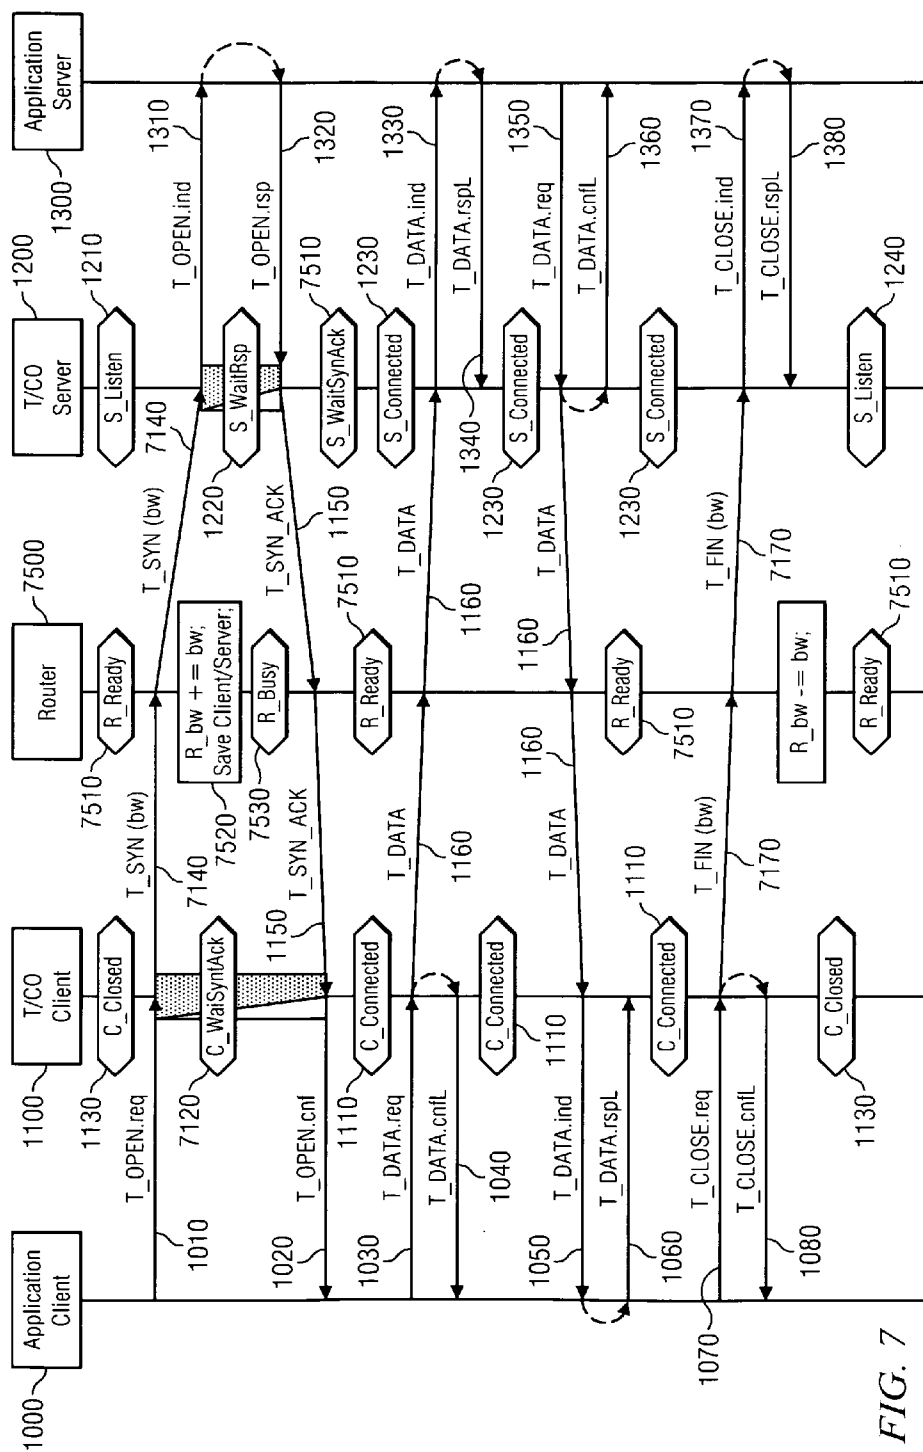 1000
Application
Client
1100
T/CO
Client
7500
Router
1200
T/CO
Server
1300
Application
Server
1130
C_Closed
7510
R_Ready
S_Listen
1210
T_OPEN.req
1010
T_SYN (bw)
7140
T_SYN (bw)
7140
T_OPEN.ind
1310
7120
C_WaiSyntAck
R_bw += bw;
Save Client/Server;
7520
1220
S_WaitRsp
7530
R_Busy
T_OPEN.rsp
1320
T_SYN_ACK
1150
T_SYN_ACK
1150
T_OPEN.cnf
1020
S_WaitSynAck
7510
1110
C_Connected
R_Ready
7510
S_Connected
1230
T_DATA.req
1030
T_DATA
1160
T_DATA
1160
T_DATA.ind
1330
T_DATA.cnfL
1040
T_DATA.rspL
1340
C_Connected
1110
1230
S_Connected
T_DATA.req
1350
T_DATA
1160
T_DATA
1160
T_DATA.ind
1050
T_DATA.cnfL
1360
T_DATA.rspL
1060
C_Connected
1110
R_Ready
7510
1230
S_Connected
T_CLOSE.req
1070
T_FIN (bw)
7170
T_FIN (bw)
7170
T_CLOSE.ind
1370
T_CLOSE.cnfL
1080
T_CLOSE.rspL
1380
R_bw -= bw;
C_Closed
1130
R_Ready
7510
S_Listen
1240
FIG. 7